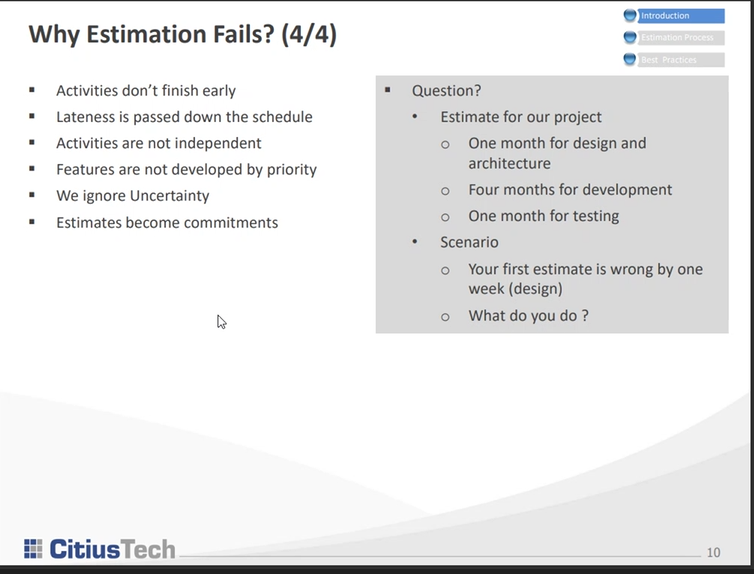 Why Estimation Fails? (4/4)
Introduction
Estimation Process
Best Practices
▪ Activities don't finish early
▪ Lateness is passed down the schedule
▪ Activities are not independent
▪ Features are not developed by priority
▪ We ignore Uncertainty
▪ Estimates become commitments
▪ Question?
• Estimate for our project
o One month for design and
architecture
o Four months for development
o One month for testing
• Scenario
o Your first estimate is wrong by one
week (design)
o What do you do ?
CitiusTech
10